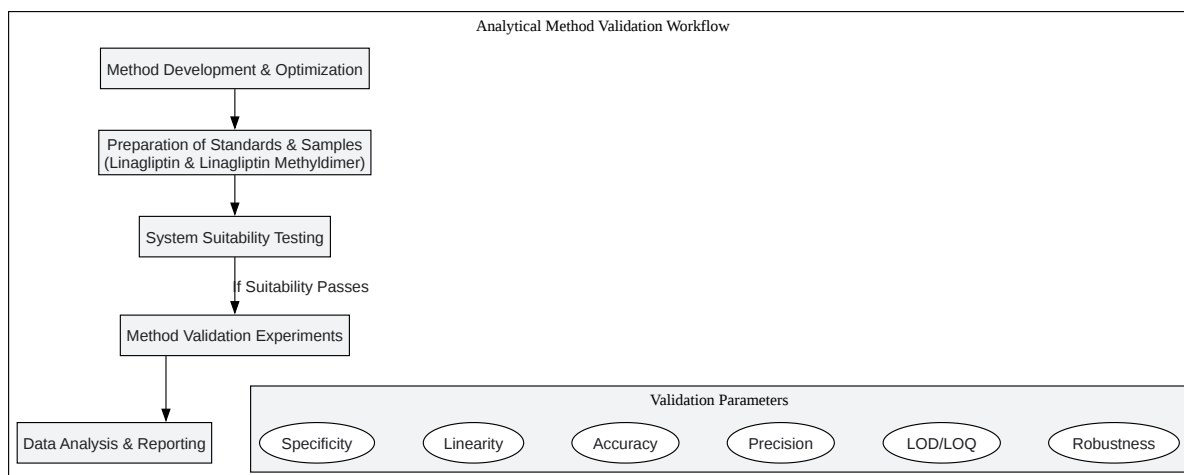 Analytical Method Validation Workflow
Method Development & Optimization
Preparation of Standards & Samples
(Linagliptin & Linagliptin Methyldimer)
System Suitability Testing
If Suitability Passes
Method Validation Experiments
Data Analysis & Reporting
Validation Parameters
Specificity
Linearity
Accuracy
Precision
LOD/LOQ
Robustness